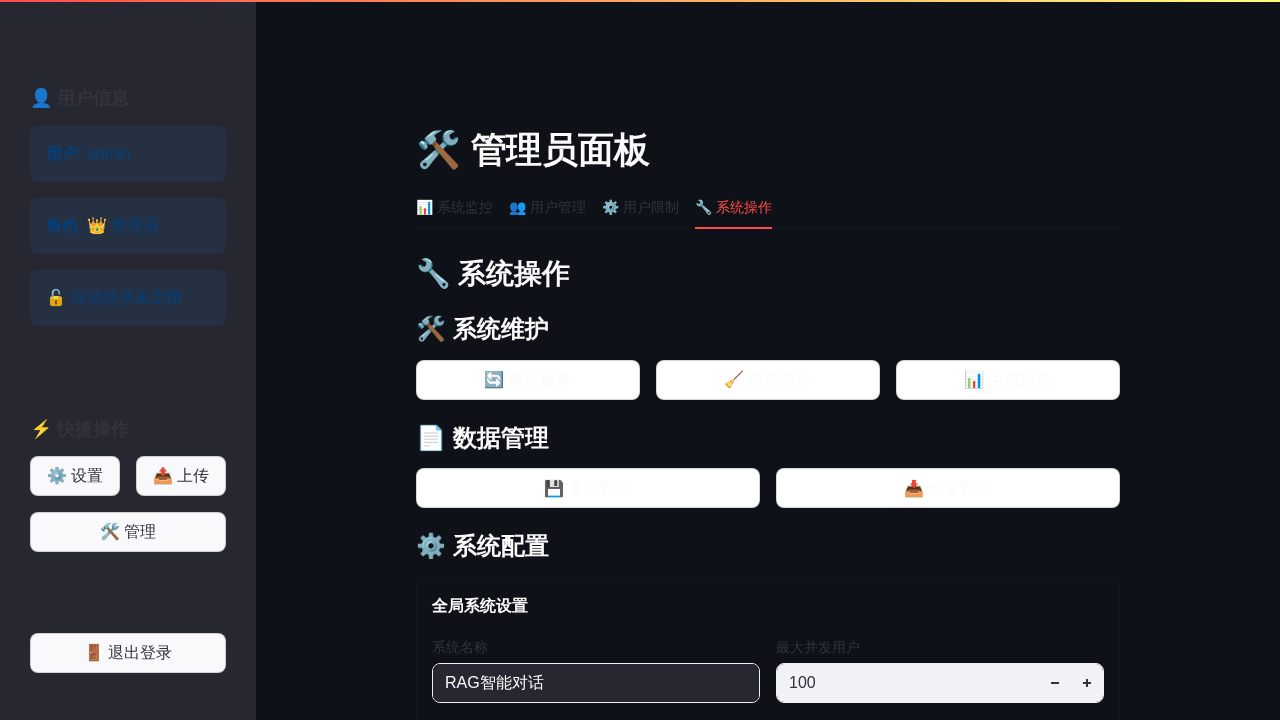 👤 用户信息
用户: admin
角色: 👑 管理员
🔓 自动登录未启用
⚡ 快捷操作
⚙️ 设置
📤 上传
🛠️ 管理
🚪 退出登录
🛠️ 管理员面板
📊 系统监控
👥 用户管理
⚙️ 用户限制
🔧 系统操作
🔧 系统操作
🛠️ 系统维护
🔄 重启服务
🧹 清理缓存
📊 生成报告
📄 数据管理
💾 备份数据
📥 恢复数据
⚙️ 系统配置
全局系统设置
系统名称
最大并发用户
RAG智能对话
100